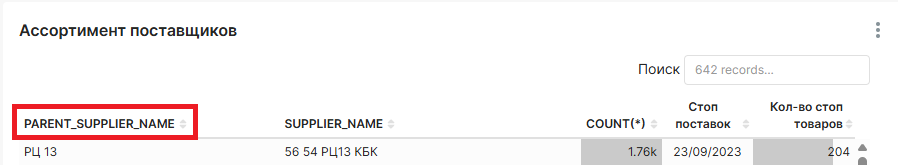 Ассортимент поставщиков
Поиск 642 records...
PARENT_SUPPLIER_NAME SUPPLIER_NAME COUNT(*) Стоп поставок Кол-во стоп товаров
РЦ 13 56 54 РЦ13 КБК 1.76k 23/09/2023 204